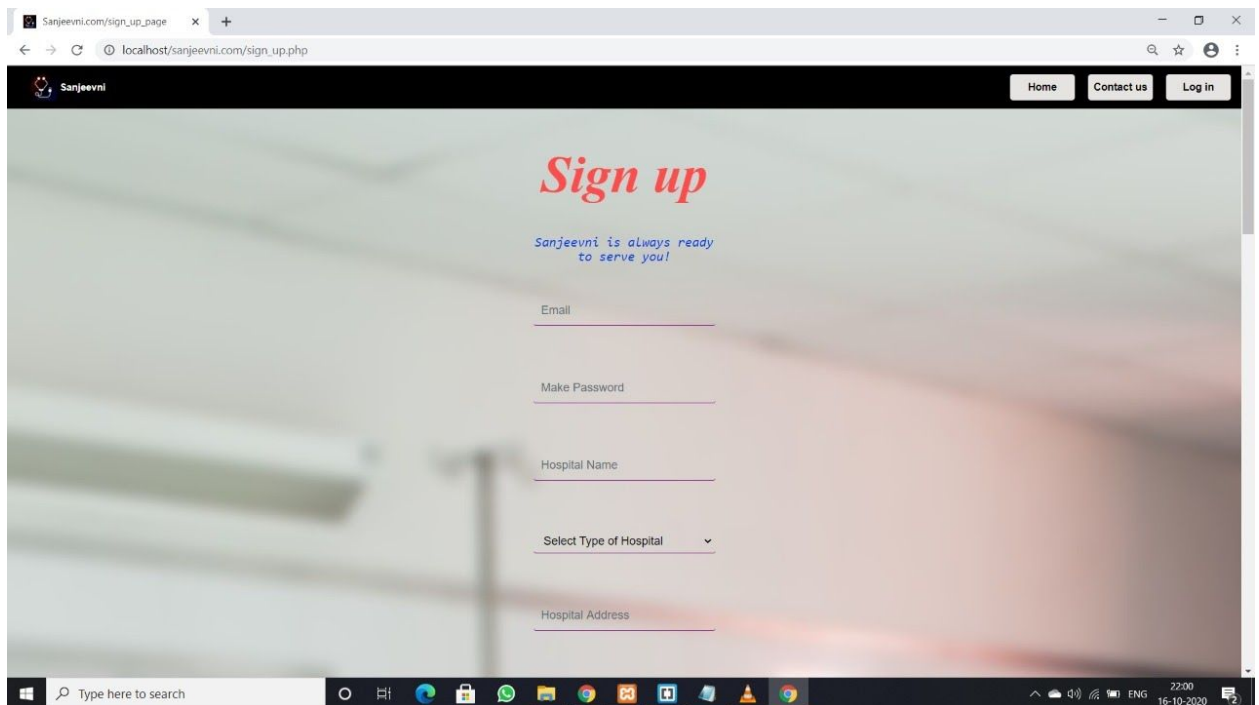 Sanjeevni.com/sign_up_page
localhost/sanjeevni.com/sign_up.php
Sanjeevni
Home
Contact us
Log in
Sign up
Sanjeevni is always ready
to serve you!
Email
Make Password
Hospital Name
Select Type of Hospital
Hospital Address
Type here to search
ENG
22:00
16-10-2020
2